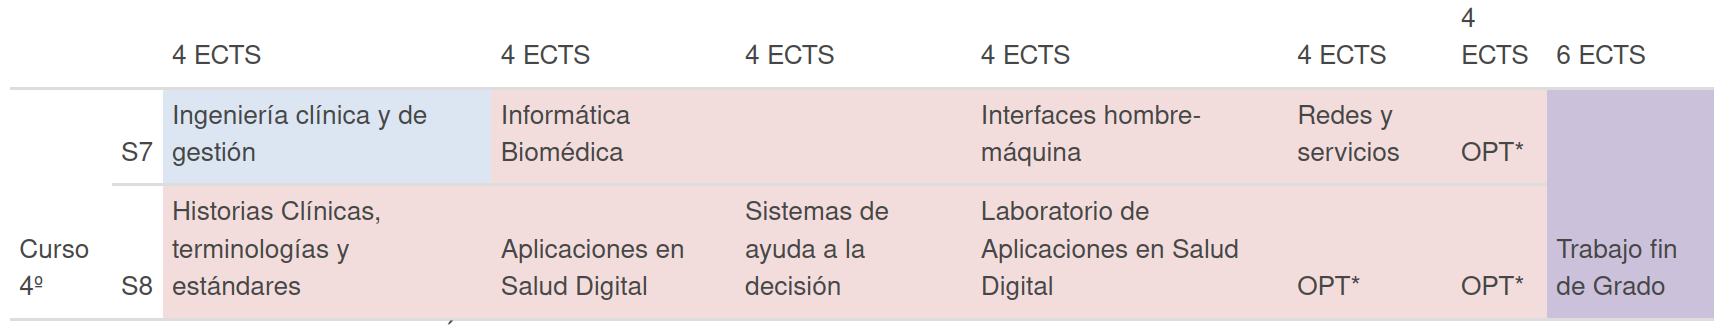 4
4 ECTS 4 ECTS 4 ECTS 4 ECTS 4 ECTS ECTS 6 ECTS
Ingeniería clínica y de Informática Interfaces hombre- Redes y
S7 gestión Biomédica máquina servicios OPT*
Historias Clínicas, Sistemas de Laboratorio de
Curso terminologías y Aplicaciones en ayuda a la Aplicaciones en Salud Trabajo fin
4º S8 estándares Salud Digital decisión Digital OPT* OPT* de Grado